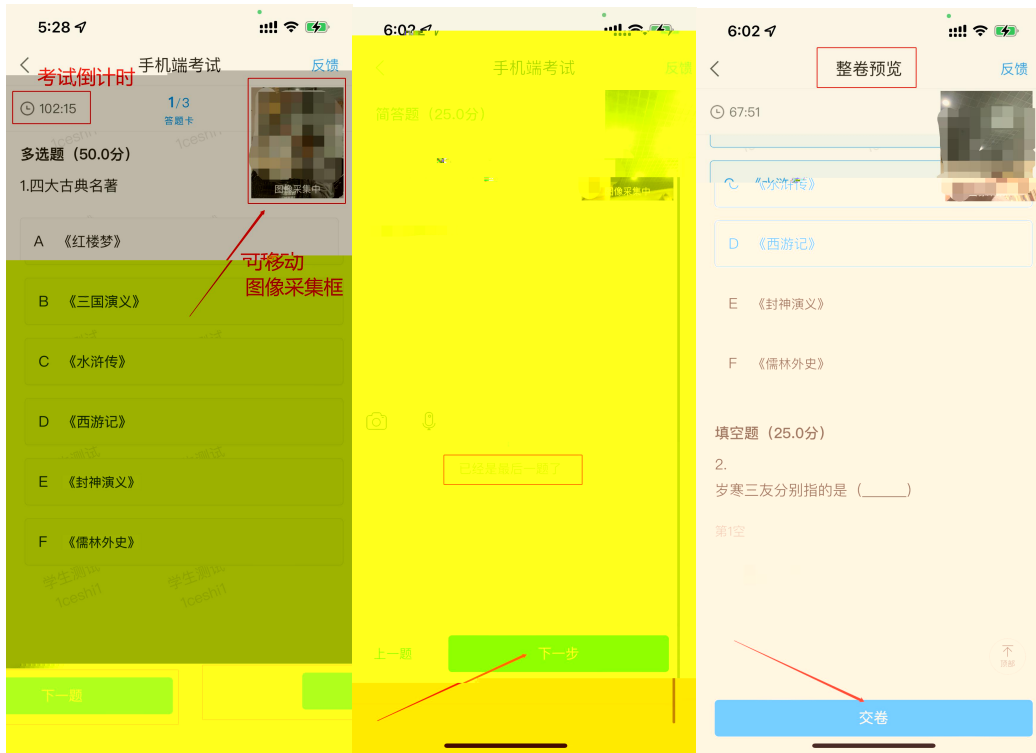 5:28
手机端考试
反馈
考试倒计时
102:15
1/3
答题卡
多选题（50.0分）
1.四大古典名著
图像采集中
A 《红楼梦》
可移动
图像采集框
B 《三国演义》
C 《水浒传》
D 《西游记》
E 《封神演义》
F 《儒林外史》
学生测试
1ceshi1
学生测试
1ceshi1
下一题
6:02
手机端考试
反馈
简答题（25.0分）
图像采集中
已经是最后一题了
上一题
下一步
6:02
整卷预览
反馈
67:51
《水浒传》
D 《西游记》
E 《封神演义》
F 《儒林外史》
填空题（25.0分）
2.
岁寒三友分别指的是（______）
第1空
顶部
交卷